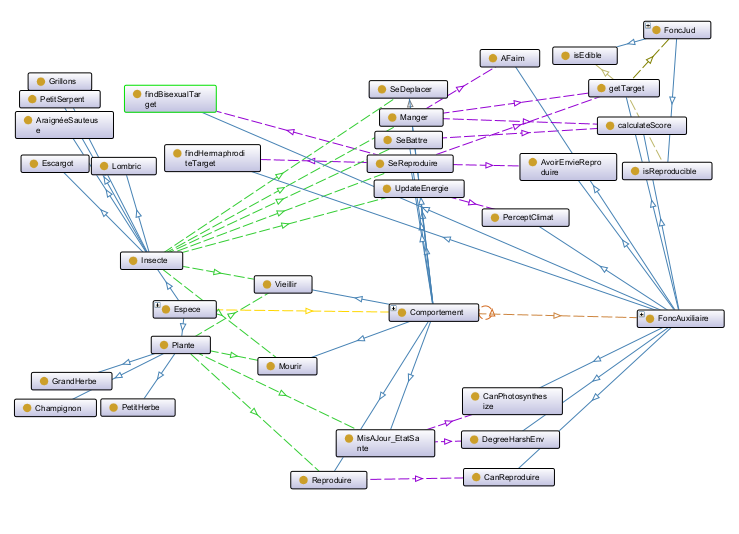 FoncJud
isEdible
AFaim
Grillons
SeDeplacer
getTarget
PetitSerpent
findBisexualTar
get
Manger
AraignéeSauteus
e
calculateScore
SeBattre
findHermaphrodi
teTarget
Escargot
Lombric
SeReproduire
AvoirEnvieRepro
duire
isReproducible
UpdateEnergie
PerceptClimat
Insecte
Vieillir
Espece
Comportement
FoncAuxiliaire
Plante
Mourir
GrandHerbe
Champignon
PetitHerbe
CanPhotosynthes
ize
MisAJour_EtatSa
nte
DegreeHarshEnv
Reproduire
CanReproduire